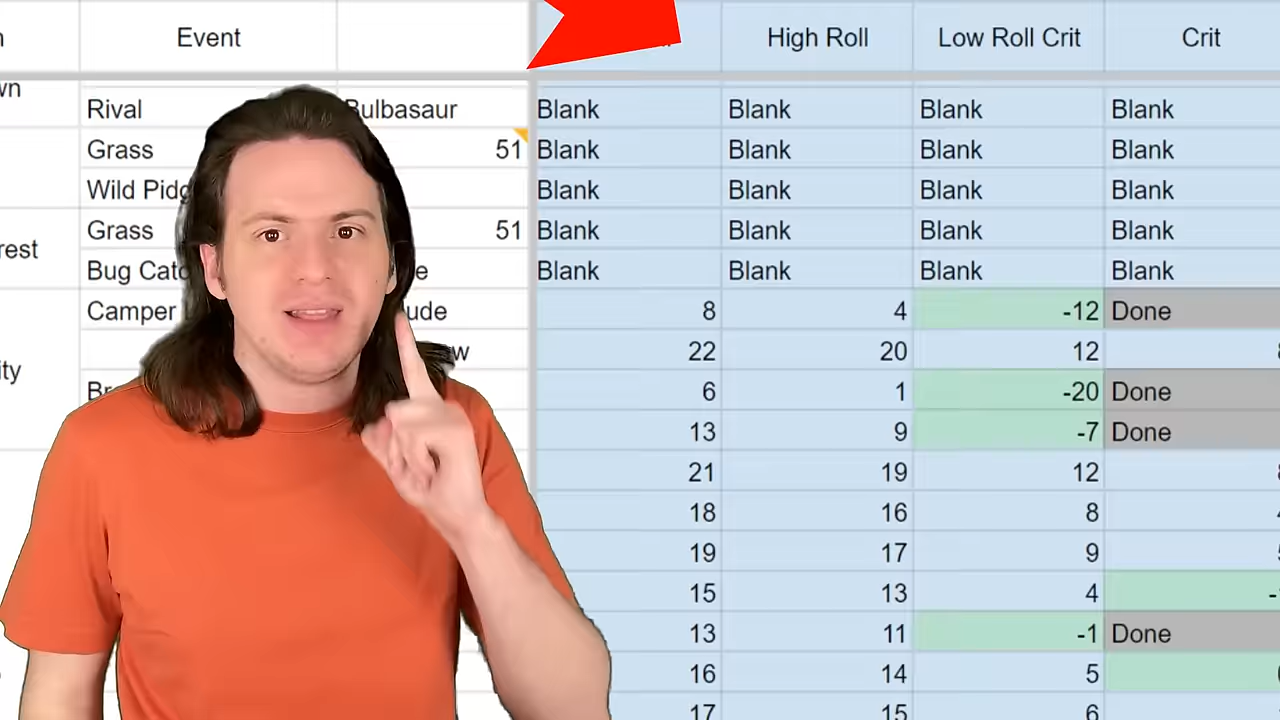 Event High Roll Low Roll Crit Crit
wn
Rival Bulbasaur Blank Blank Blank Blank
Grass 51 Blank Blank Blank Blank
Wild Blank Blank Blank Blank
Grass 51 Blank Blank Blank Blank
rest
Bug Blank Blank Blank Blank
Camper ude 8 4 -12 Done
22 20 12
ity
6 1 -20 Done
13 9 -7 Done
21 19 12
18 16 8
19 17 9
15 13 4
13 11 -1 Done
16 14 5
17 15 6